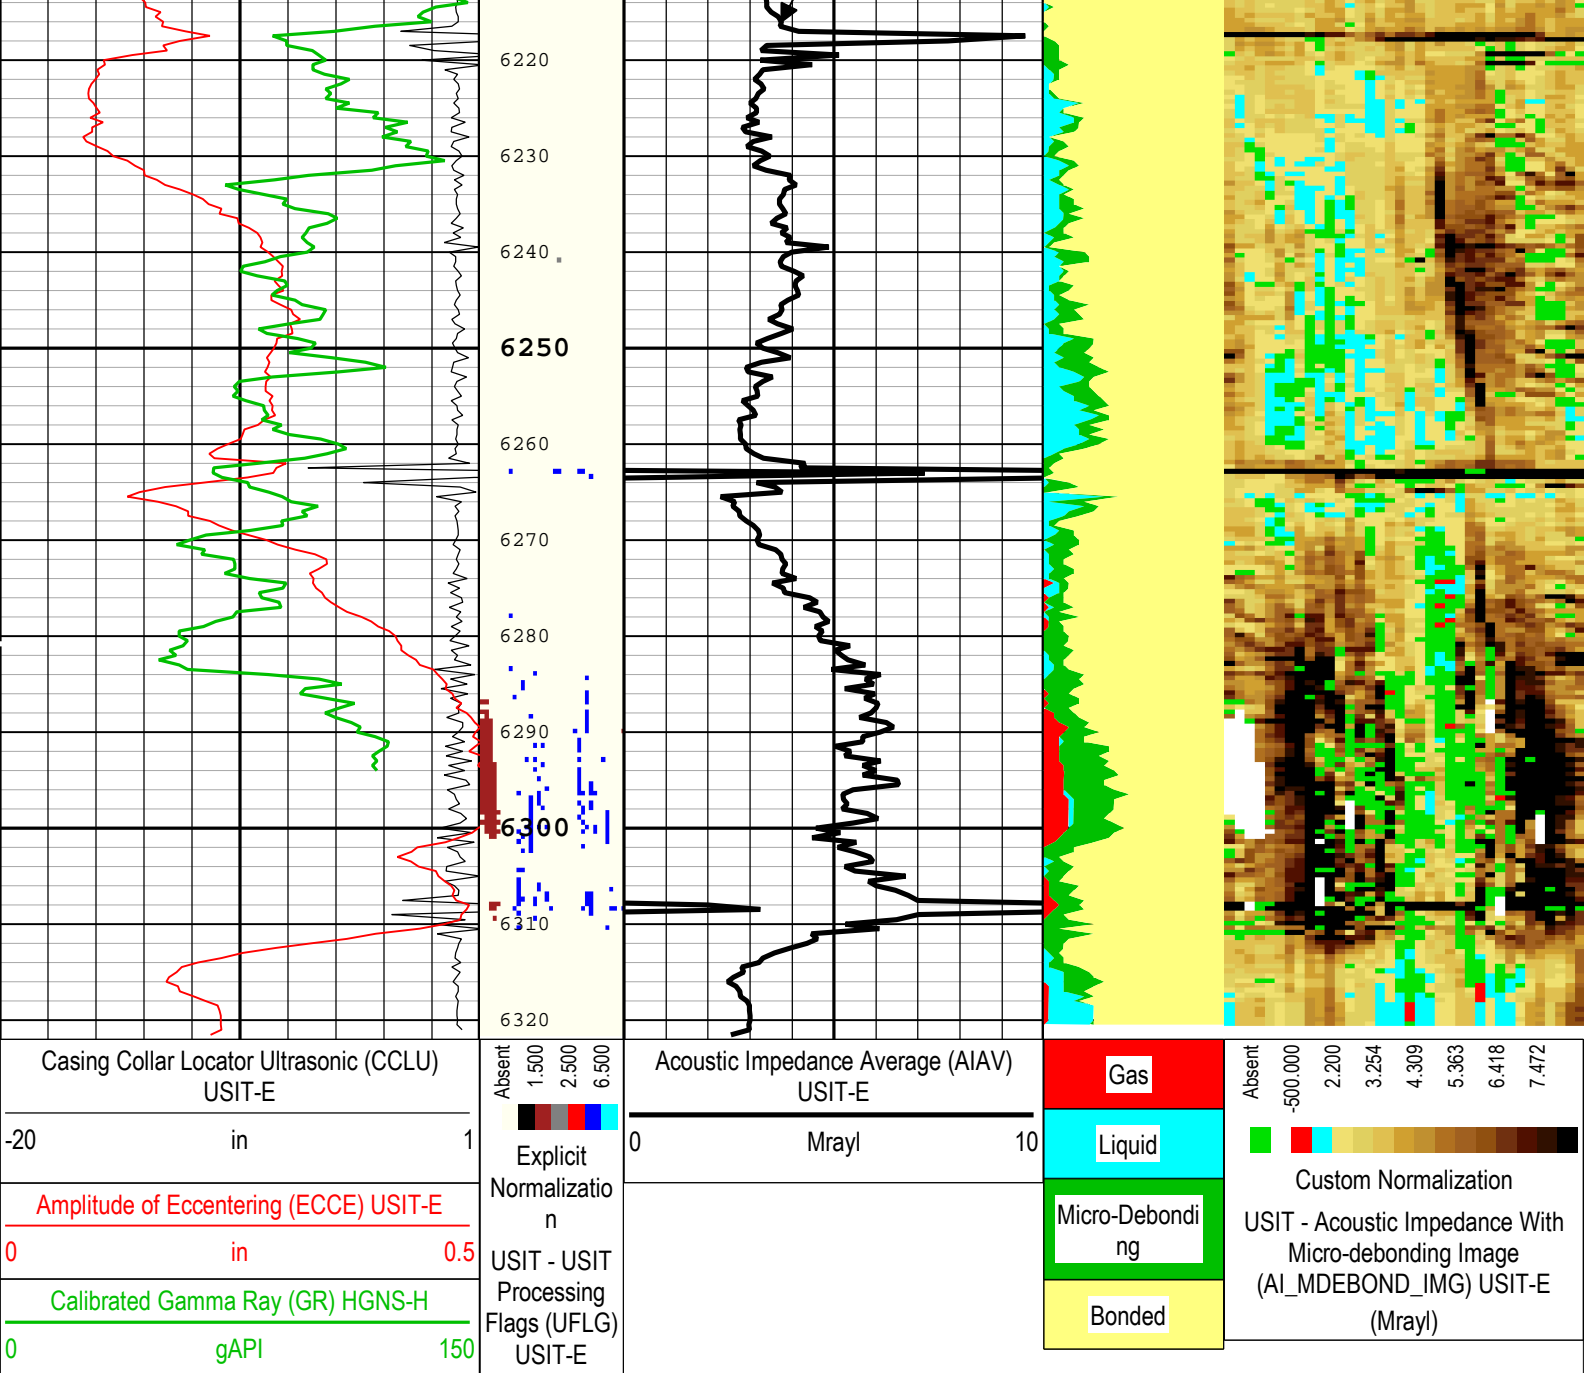 6220
6230
6240
6250
6260
6270
6280
6290
6300
6310
6320
Casing Collar Locator Ultrasonic (CCLU)
USIT-E
-20 in 1
Amplitude of Eccentering (ECCE) USIT-E
0 in 0.5
Calibrated Gamma Ray (GR) HGNS-H
0 gAPI 150
Absent
1.500
2.500
6.500
Explicit
Normalizatio
n
USIT - USIT
Processing
Flags (UFLG)
USIT-E
Acoustic Impedance Average (AIAV)
USIT-E
0 Mrayl 10
Gas
Liquid
Micro-Debondi
ng
Bonded
Absent
-500.000
2.200
3.254
4.309
5.363
6.418
7.472
Custom Normalization
USIT - Acoustic Impedance With
Micro-debonding Image
(AI_MDEBOND_IMG) USIT-E
(Mrayl)